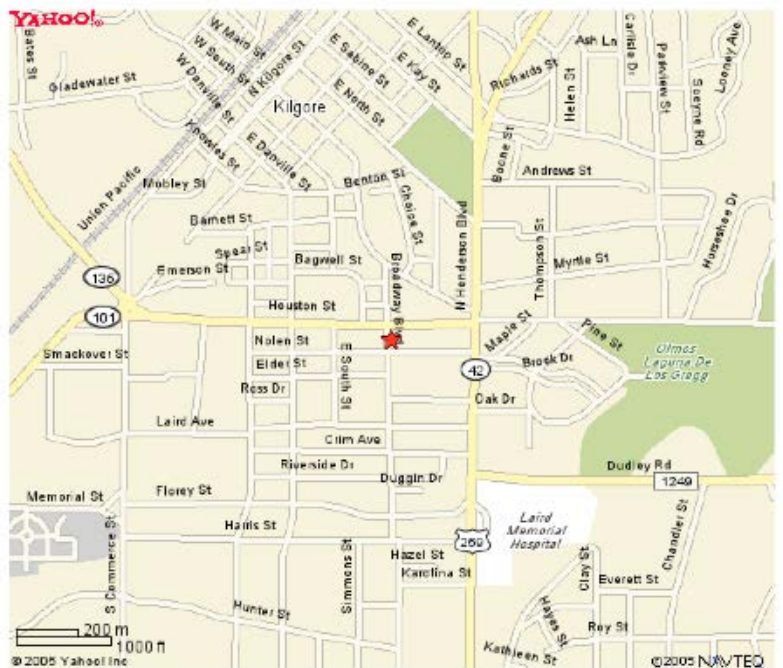 YAHOO!®
Bates St
W Main St
W South St
W Danville St
N Kilgore St
E Sabine St
E Kay St
E Lantop St
Gladewater St
Kilgore
E North St
Knowles St
E Danville St
Union Pacific
Mobley St
Benton St
Choice St
Richards St
Ash Ln
Carlisle Dr
Parkview St
Looney Ave
Helen St
Soeyne Rd
Boone St
Andrews St
Barnett St
Spear St
Emerson St
Bagwell St
Broadway Blvd
N Henderson Blvd
Thompson St
Myrtle St
Horseshoe Dr
136
101
Houston St
Nolen St
Smackover St
Elder St
E South St
Ross Dr
Maple St
Pine St
Brook Dr
42
Oak Dr
Olmos
Laguna De
Los Gregg
Laird Ave
Crim Ave
Riverside Dr
Duggin Dr
Dudley Rd
1249
Memorial St
Florey St
Harris St
Laird
Memorial
Hospital
259
Chandler St
S Commerce St
Simmons St
Hazel St
Karolina St
Clay St
Everett St
Hunter St
Hayes St
Roy St
Kathleen St
200 m
1000 ft
©2005 Yahoo! Inc
©2005 NAVTEQ